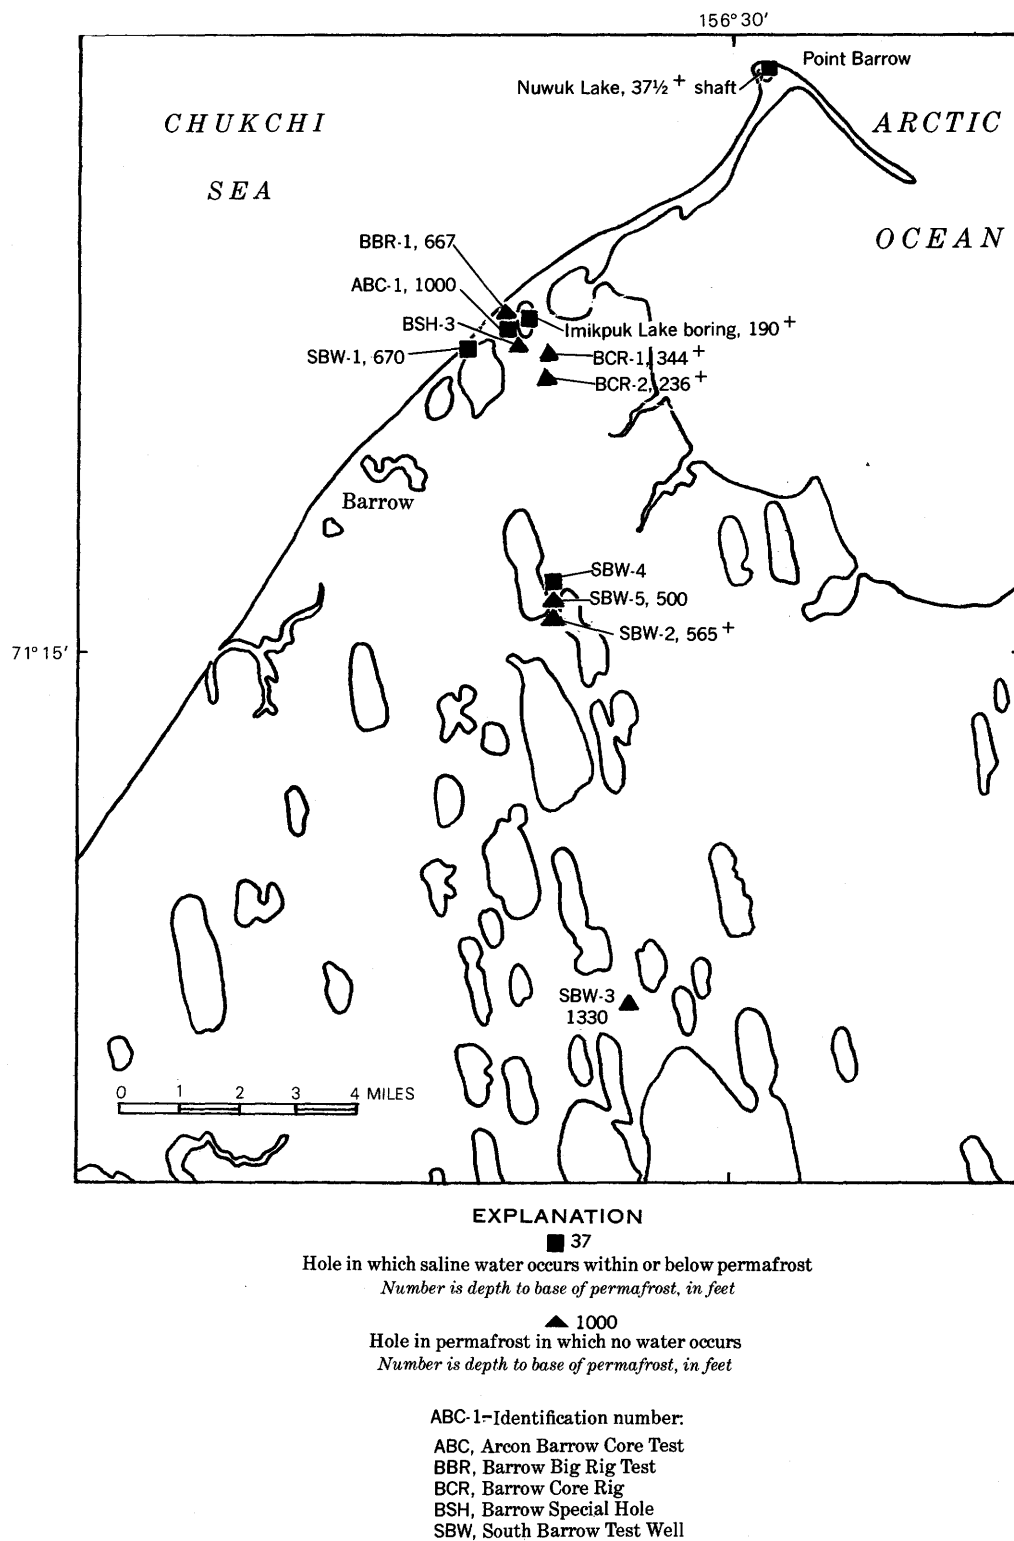 156° 30′
Point Barrow
Nuwuk Lake, 37½ + shaft
CHUKCHI
SEA
ARCTIC
OCEAN
BBR-1, 667
ABC-1, 1000
BSH-3
SBW-1, 670
Imikpuk Lake boring, 190 +
BCR-1, 344 +
BCR-2, 236 +
Barrow
SBW-4
SBW-5, 500
SBW-2, 565 +
71° 15′
SBW-3
1330
0 1 2 3 4 MILES
EXPLANATION
37
Hole in which saline water occurs within or below permafrost
Number is depth to base of permafrost, in feet
1000
Hole in permafrost in which no water occurs
Number is depth to base of permafrost, in feet
ABC-1–Identification number:
ABC, Arcon Barrow Core Test
BBR, Barrow Big Rig Test
BCR, Barrow Core Rig
BSH, Barrow Special Hole
SBW, South Barrow Test Well